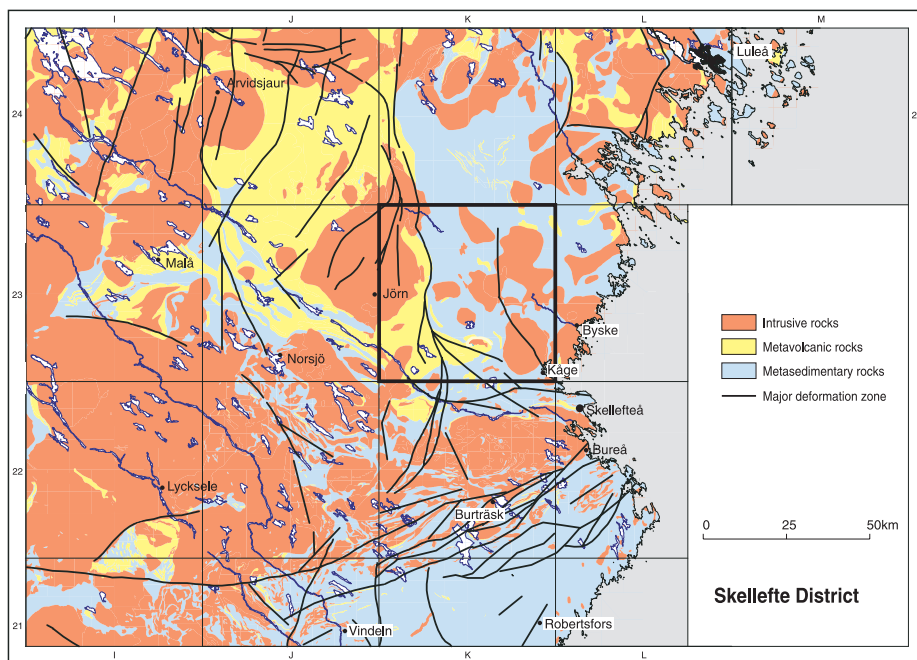 I J K L M
Luleå
Arvidsjaur
24
2
Malå
23
Jörn
Byske
Norsjö
Kåge
Intrusive rocks
Metavolcanic rocks
Metasedimentary rocks
Major deformation zone
Skellefteå
Bureå
22
Lycksele
Burträsk
0 25 50km
Skellefte District
21
Vindeln
Robertsfors
I J K L